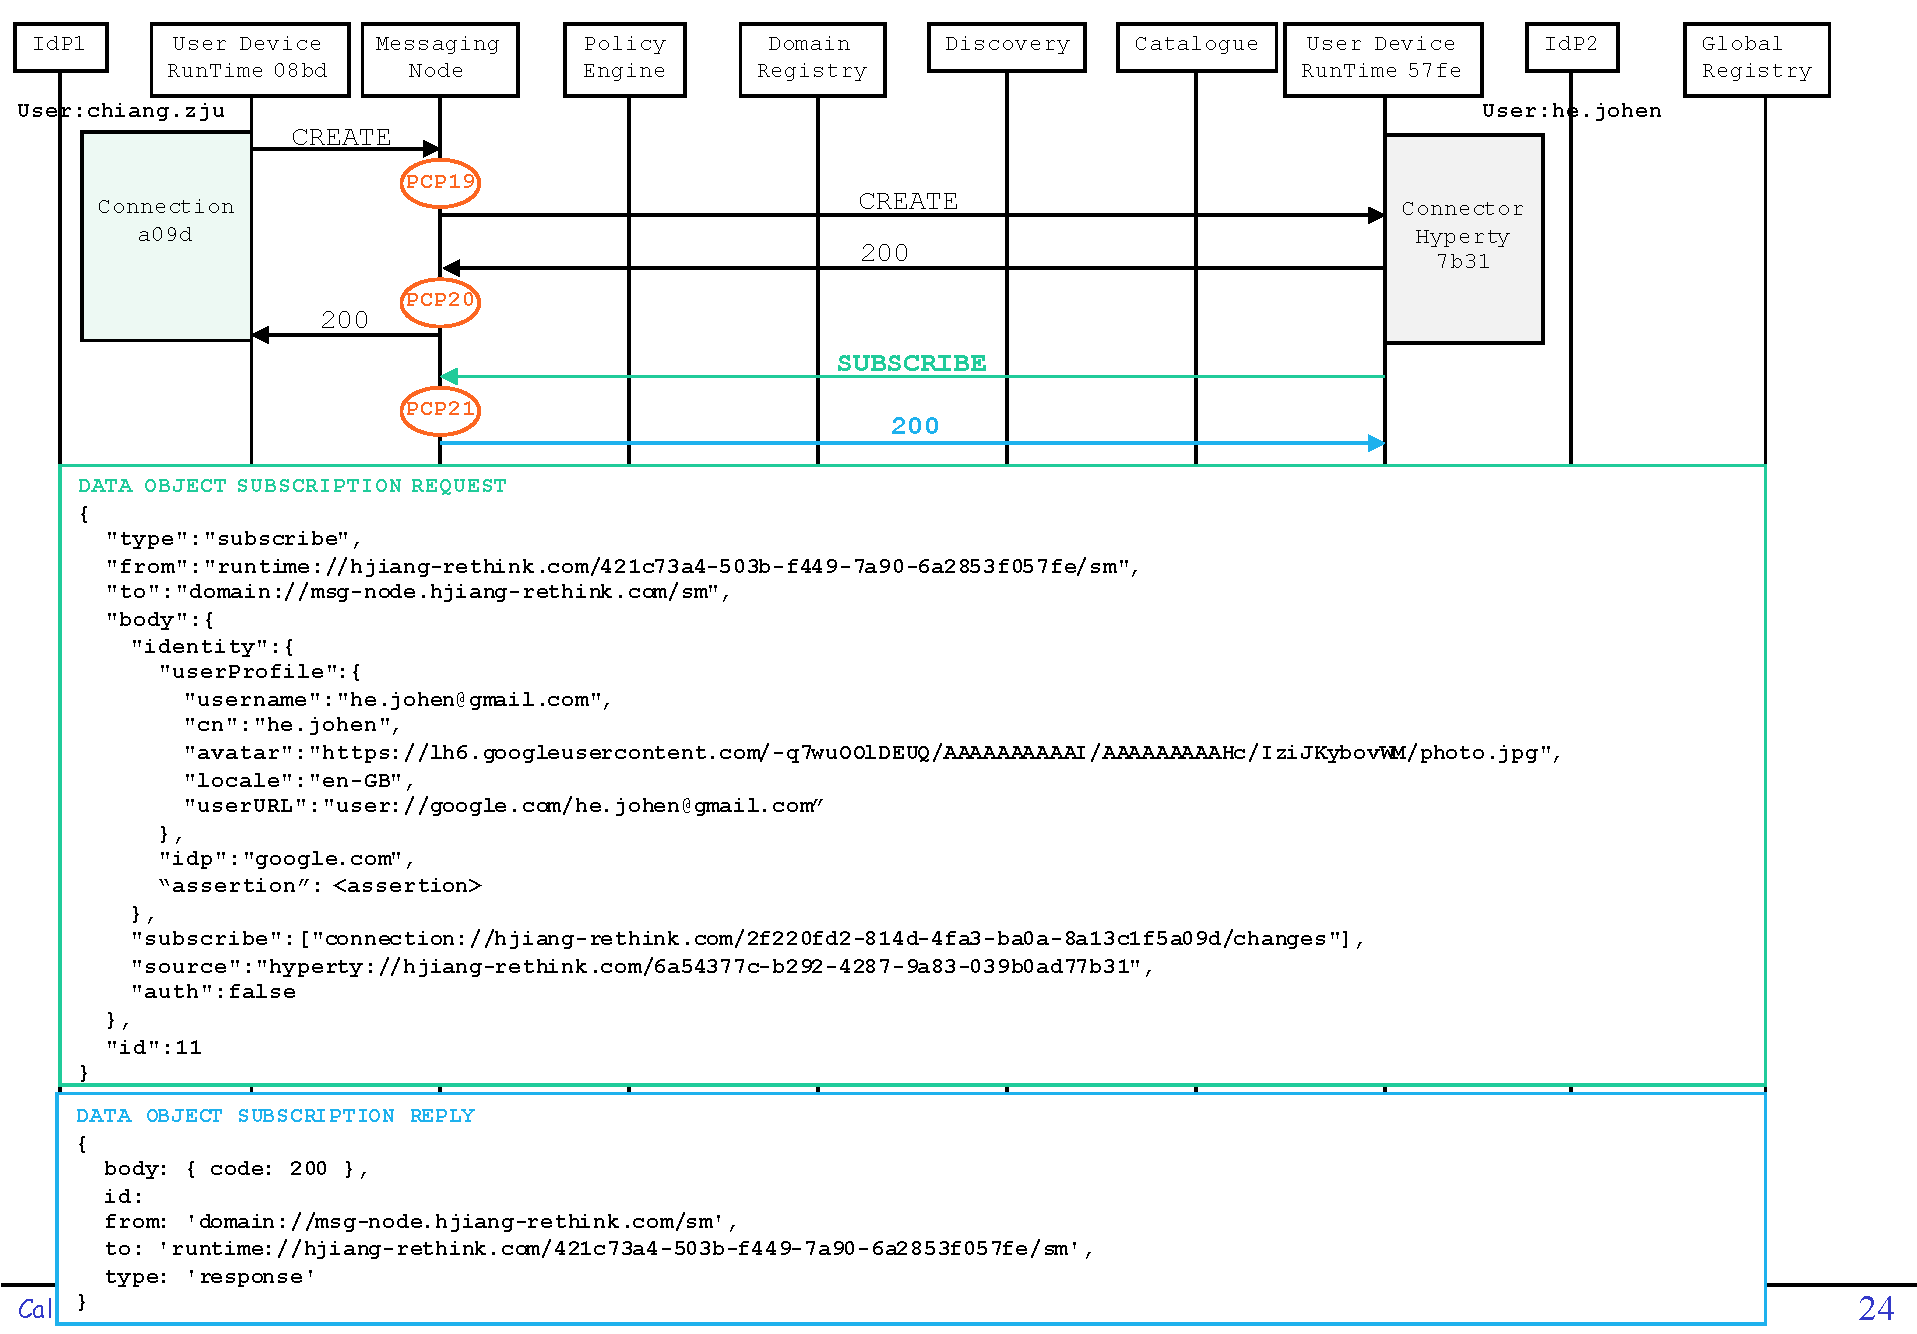 IdP1
User Device
RunTime 08bd
Messaging
Node
Policy
Engine
Domain
Registry
Discovery
Catalogue
User Device
RunTime 57fe
IdP2
Global
Registry
User:chiang.zju
User:he.johen
CREATE
PCP19
CREATE
Connection
a09d
Connector
Hyperty
7b31
200
PCP20
200
SUBSCRIBE
PCP21
200
DATA OBJECT SUBSCRIPTION REQUEST
{
"type":"subscribe",
"from":"runtime://hjiang-rethink.com/421c73a4-503b-f449-7a90-6a2853f057fe/sm",
"to":"domain://msg-node.hjiang-rethink.com/sm",
"body":{
"identity":{
"userProfile":{
"username":"he.johen@gmail.com",
"cn":"he.johen",
"avatar":"https://lh6.googleusercontent.com/-q7wuOOlDEUQ/AAAAAAAAAAI/AAAAAAAAAHc/IziJKybovWM/photo.jpg",
"locale":"en-GB",
"userURL":"user://google.com/he.johen@gmail.com”
},
"idp":"google.com",
“assertion”: <assertion>
},
"subscribe":["connection://hjiang-rethink.com/2f220fd2-814d-4fa3-ba0a-8a13c1f5a09d/changes"],
"source":"hyperty://hjiang-rethink.com/6a54377c-b292-4287-9a83-039b0ad77b31",
"auth":false
},
"id":11
}
DATA OBJECT SUBSCRIPTION REPLY
{
body: { code: 200 },
id:
from: 'domain://msg-node.hjiang-rethink.com/sm',
to: 'runtime://hjiang-rethink.com/421c73a4-503b-f449-7a90-6a2853f057fe/sm',
type: 'response'
}
Cal
24